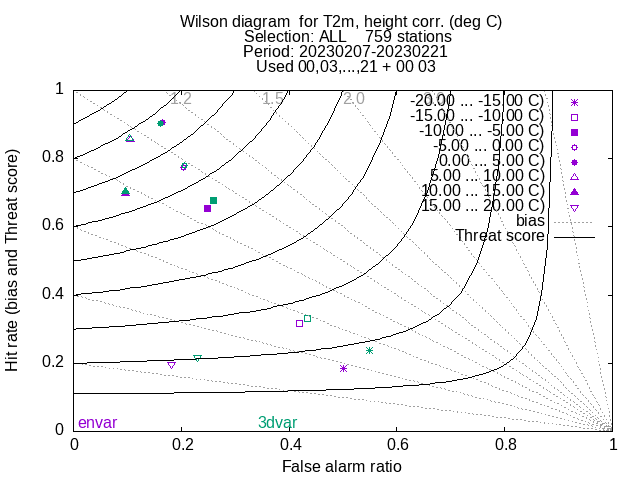 Wilson diagram  for T2m, height corr. (deg C)
Selection: ALL    759 stations
Period: 20230207-20230221
Used 00,03,...,21 + 00 03
1.2
1.5
2.0
-20.00 ... -15.00 C)
-15.00 ... -10.00 C)
-10.00 ... -5.00 C)
-5.00 ... 0.00 C)
0.00 ... 5.00 C)
5.00 ... 10.00 C)
10.00 ... 15.00 C)
15.00 ... 20.00 C)
bias
Threat score
Hit rate (bias and Threat score)
1
0.8
0.6
0.4
0.2
0
envar
3dvar
0
0.2
0.4
0.6
0.8
1
False alarm ratio